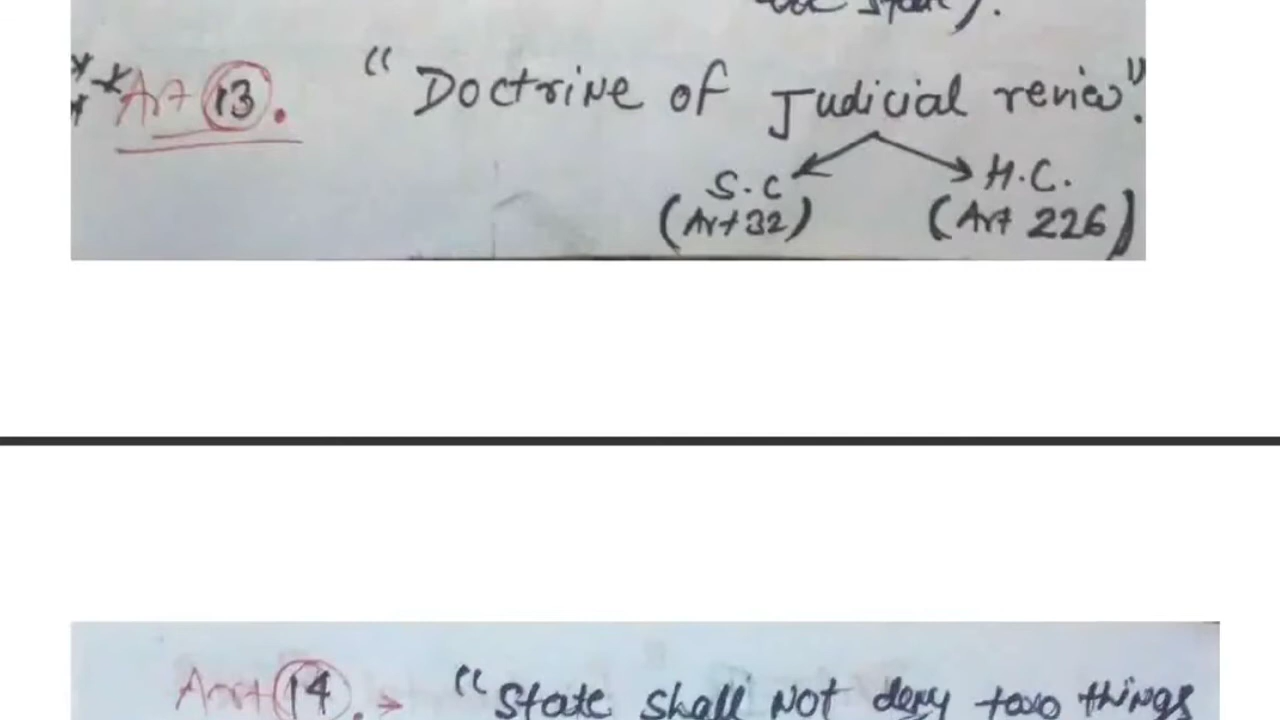 Art 13. "Doctrine of Judicial review".
S.C H.C.
(Art 32) (Art 226)
Art 14. → "State shall not deny two things